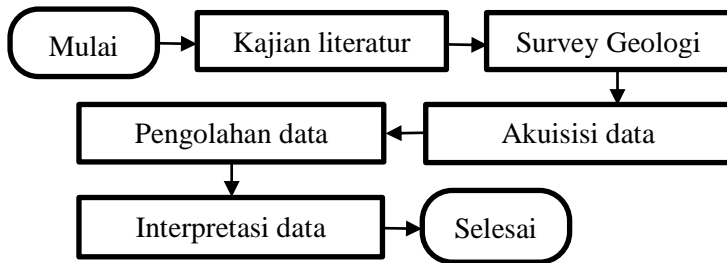 Mulai
Kajian literatur
Survey Geologi
Akuisisi data
Pengolahan data
Interpretasi data
Selesai